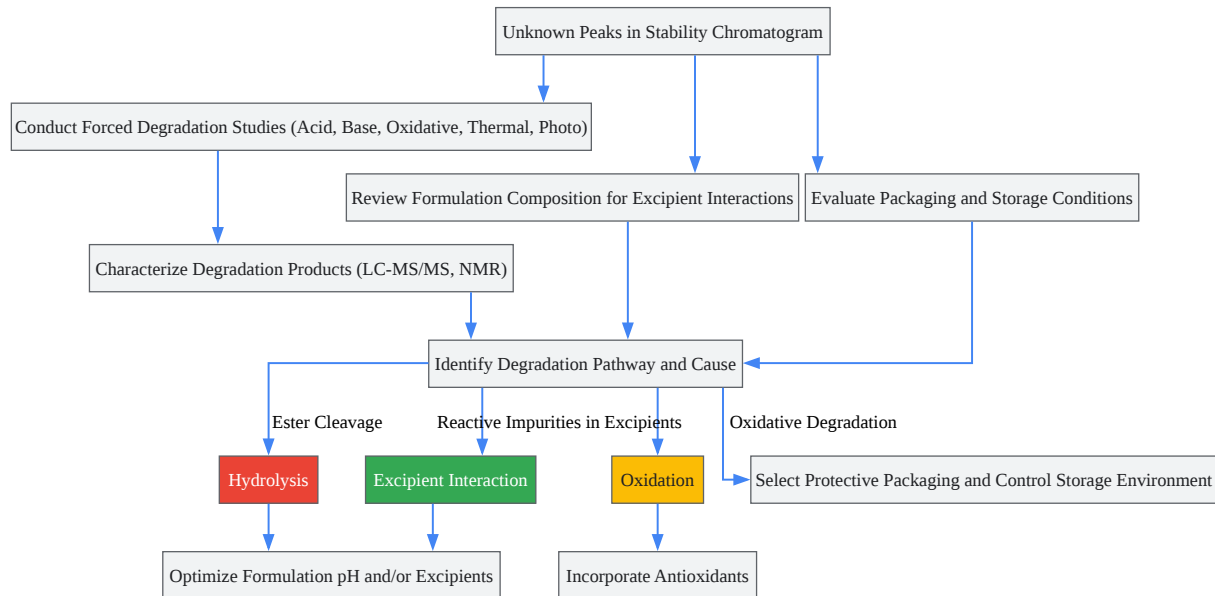 Unknown Peaks in Stability Chromatogram
Conduct Forced Degradation Studies (Acid, Base, Oxidative, Thermal, Photo)
Review Formulation Composition for Excipient Interactions
Evaluate Packaging and Storage Conditions
Characterize Degradation Products (LC-MS/MS, NMR)
Identify Degradation Pathway and Cause
Ester Cleavage
Reactive Impurities in Excipients
Oxidative Degradation
Hydrolysis
Excipient Interaction
Oxidation
Select Protective Packaging and Control Storage Environment
Optimize Formulation pH and/or Excipients
Incorporate Antioxidants